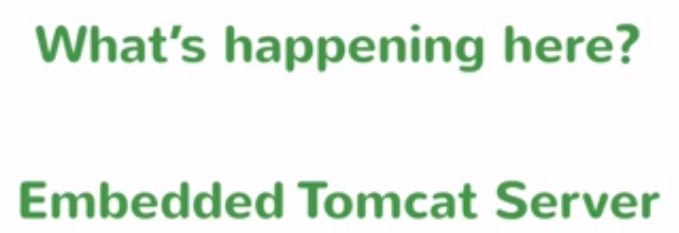 What's happening here?
Embedded Tomcat Server